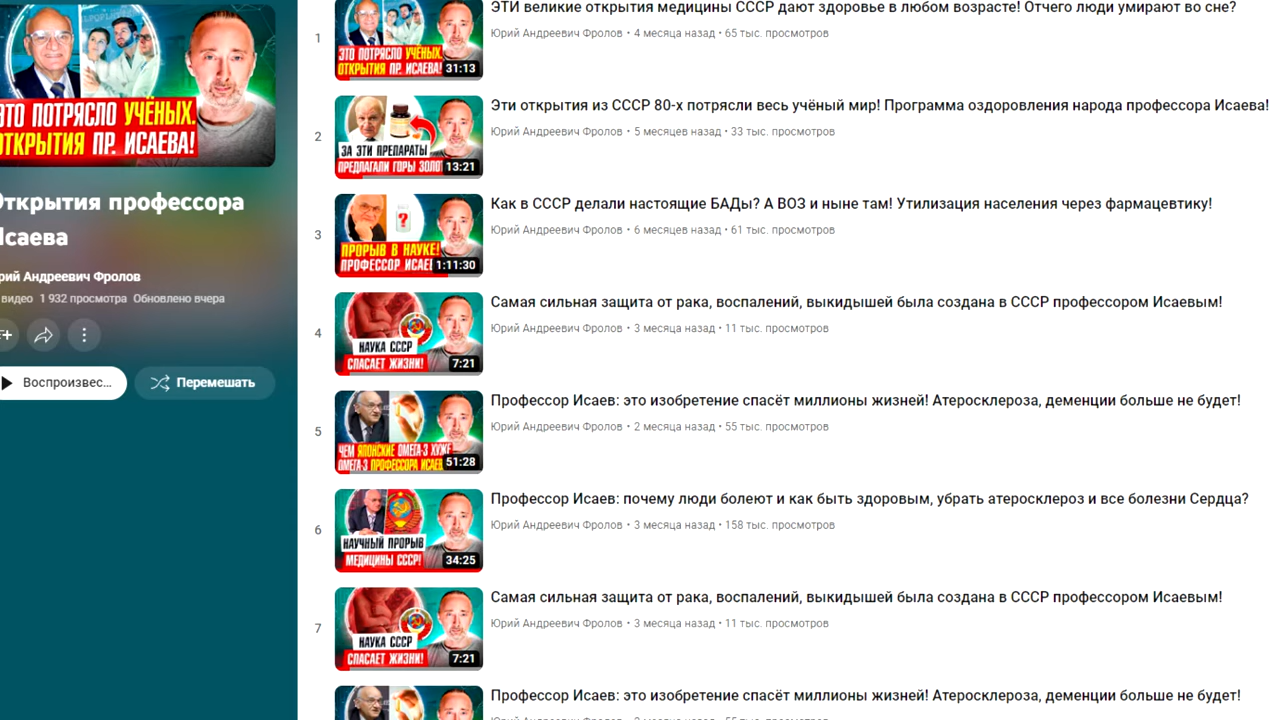 ЭТО ПОТРЯСЛО УЧЁНЫХ.
ОТКРЫТИЯ ПР. ИСАЕВА!
Открытия профессора
Исаева
рий Андреевич Фролов
видео 1 932 просмотра Обновлено вчера
Воспроизвес...
Перемешать
1
ЭТО ПОТРЯСЛО УЧЁНЫХ.
ОТКРЫТИЯ ПР. ИСАЕВА!
31:13
ЭТИ великие открытия медицины СССР дают здоровье в любом возрасте! Отчего люди умирают во сне?
Юрий Андреевич Фролов • 4 месяца назад • 65 тыс. просмотров
2
ЗА ЭТИ ПРЕПАРАТЫ
ПРЕДЛАГАЛИ ГОРЫ ЗОЛОТ
13:21
Эти открытия из СССР 80-х потрясли весь учёный мир! Программа оздоровления народа профессора Исаева!
Юрий Андреевич Фролов • 5 месяцев назад • 33 тыс. просмотров
3
?
ПРОРЫВ В НАУКЕ!
ПРОФЕССОР ИСАЕ
1:11:30
Как в СССР делали настоящие БАДы? А ВОЗ и ныне там! Утилизация населения через фармацевтику!
Юрий Андреевич Фролов • 6 месяцев назад • 61 тыс. просмотров
4
НАУКА СССР
СПАСАЕТ ЖИЗНИ!
7:21
Самая сильная защита от рака, воспалений, выкидышей была создана в СССР профессором Исаевым!
Юрий Андреевич Фролов • 3 месяца назад • 11 тыс. просмотров
5
ЧЕМ ЯПОНСКИЕ ОМЕГА-3 ХУЖЕ
ОМЕГА-3 ПРОФЕССОРА ИСАЕВ
51:28
Профессор Исаев: это изобретение спасёт миллионы жизней! Атеросклероза, деменции больше не будет!
Юрий Андреевич Фролов • 2 месяца назад • 55 тыс. просмотров
6
НАУЧНЫЙ ПРОРЫВ
МЕДИЦИНЫ СССР!
34:25
Профессор Исаев: почему люди болеют и как быть здоровым, убрать атеросклероз и все болезни Сердца?
Юрий Андреевич Фролов • 3 месяца назад • 158 тыс. просмотров
7
НАУКА СССР
СПАСАЕТ ЖИЗНИ!
7:21
Самая сильная защита от рака, воспалений, выкидышей была создана в СССР профессором Исаевым!
Юрий Андреевич Фролов • 3 месяца назад • 11 тыс. просмотров
Профессор Исаев: это изобретение спасёт миллионы жизней! Атеросклероза, деменции больше не будет!